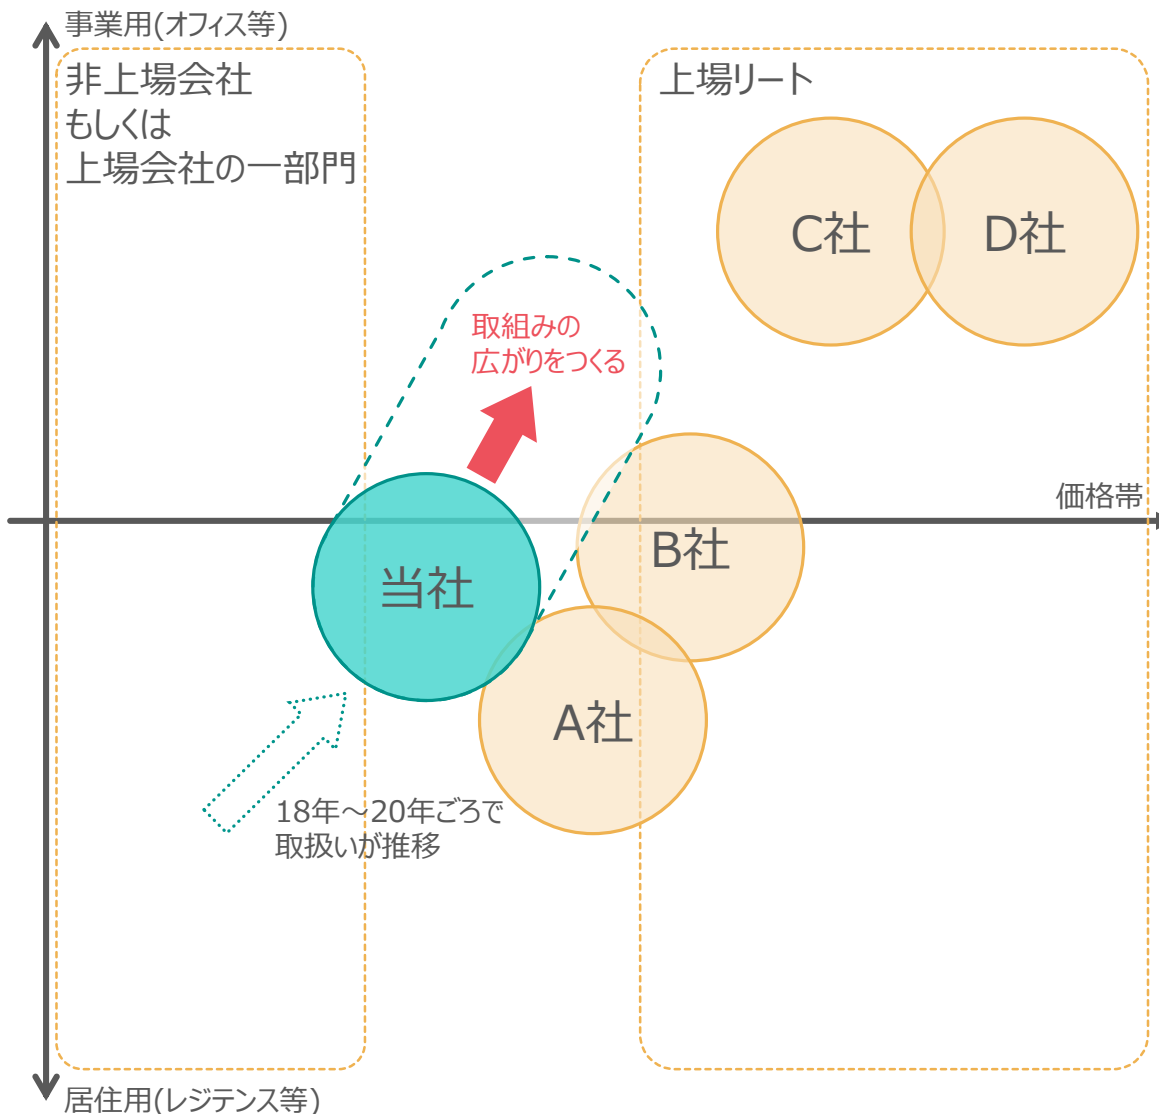 事業用(オフィス等)
非上場会社
もしくは
上場会社の一部門
上場リート
C社
D社
取組みの
広がりをつくる
価格帯
B社
当社
A社
18年～20年ごろで
取扱いが推移
居住用(レジテンス等)